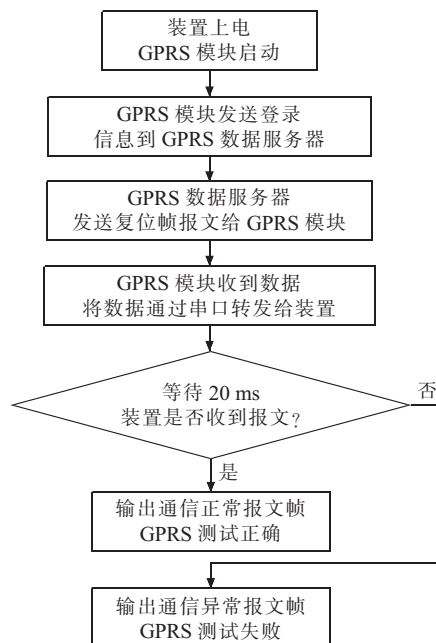 装置上电
GPRS 模块启动
GPRS 模块发送登录
信息到 GPRS 数据服务器
GPRS 数据服务器
发送复位帧报文给 GPRS 模块
GPRS 模块收到数据
将数据通过串口转发给装置
等待 20 ms
装置是否收到报文?
否
是
输出通信正常报文帧
GPRS 测试正确
输出通信异常报文帧
GPRS 测试失败